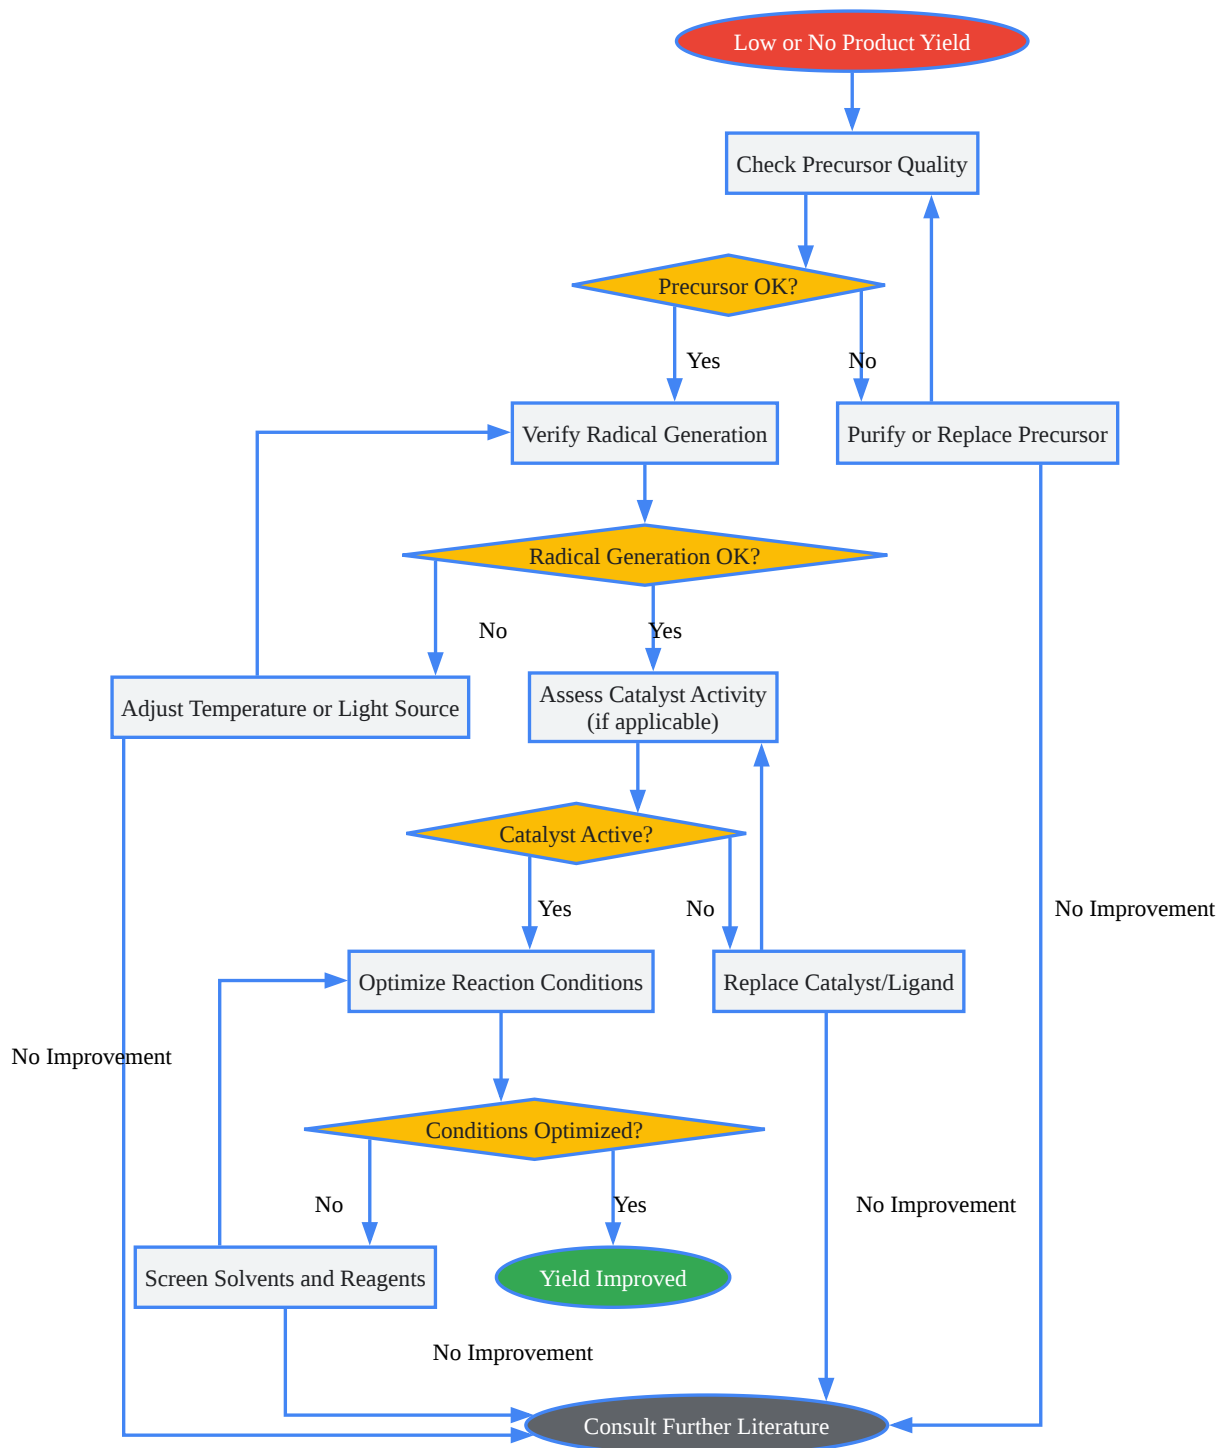 Low or No Product Yield
Check Precursor Quality
Precursor OK?
Yes
No
Verify Radical Generation
Purify or Replace Precursor
Radical Generation OK?
No
Yes
Adjust Temperature or Light Source
Assess Catalyst Activity
(if applicable)
Catalyst Active?
Yes
No
No Improvement
Optimize Reaction Conditions
Replace Catalyst/Ligand
No Improvement
Conditions Optimized?
No
Yes
No Improvement
Screen Solvents and Reagents
Yield Improved
No Improvement
Consult Further Literature